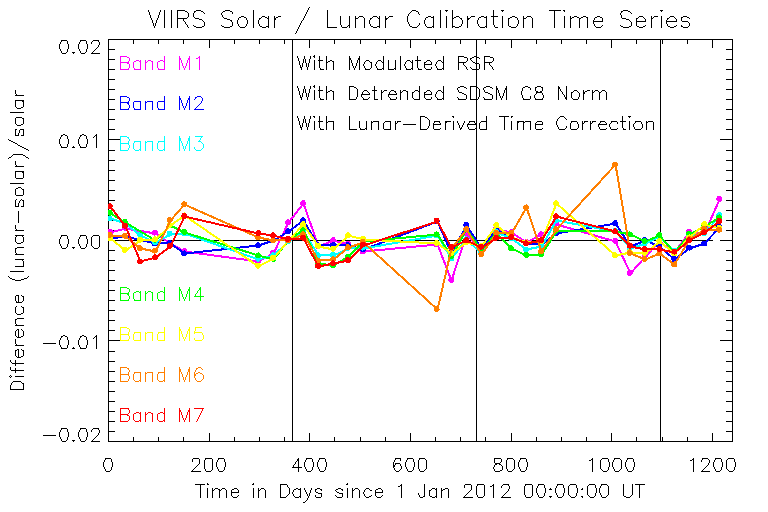 VIIRS Solar / Lunar Calibration Time Series
0.02
Band M1
With Modulated RSR
Band M2
With Detrended SDSM C8 Norm
With Lunar-Derived Time Correction
0.01
Band M3
Difference (lunar-solar)/solar
0.00
Band M4
-0.01
Band M5
Band M6
Band M7
-0.02
0 200 400 600 800 1000 1200
Time in Days since 1 Jan 2012 00:00:00 UT